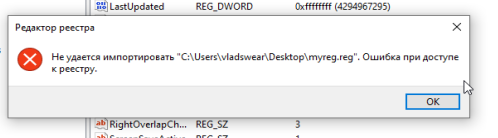 LastUpdated REG_DWORD 0xffffffff (4294967295)
Редактор реестра
Не удается импортировать "C:\Users\vladswear\Desktop\myreg.reg". Ошибка при доступе
к реестру.
OK
RightOverlapCh... REG_SZ 3